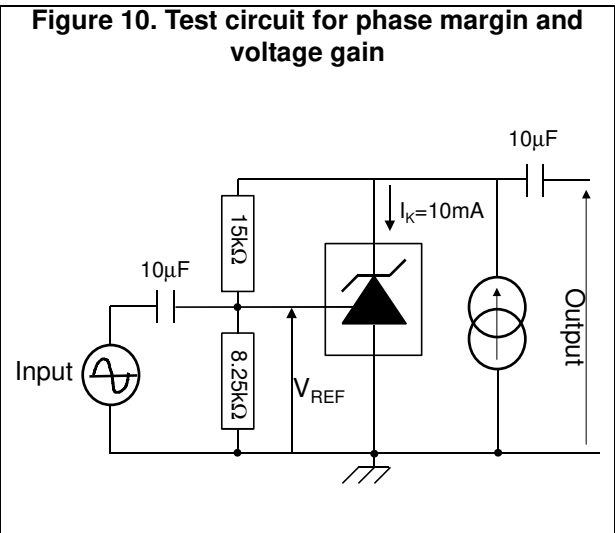 Figure 10. Test circuit for phase margin and
voltage gain
10µF
I_K=10mA
15kΩ
10µF
Output
Input
8.25kΩ
V_REF